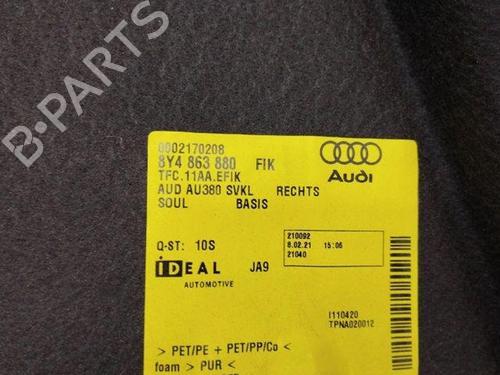 B-PARTS
0002170208
8Y4 863 880 FIK
TFC.11AA.EFIK
AUD AU380 SVKL RECHTS
SOUL BASIS
Audi
Q-ST: 10S
210092
8.02.21 15:06
21040
IDEAL JA9
AUTOMOTIVE
I110420
TPNA020012
> PET/PE + PET/PP/Co <
foam > PUR <